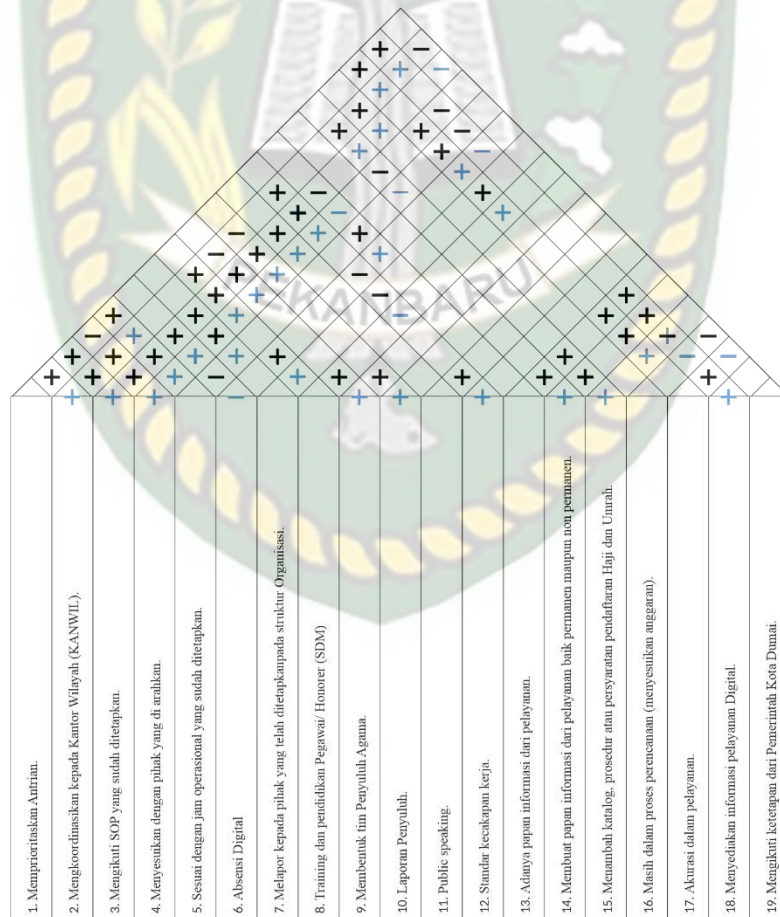 PEKANBARU
1. Memprioritaskan Antrian.
2. Mengkoordinasikan kepada Kantor Wilayah (KANWIL).
3. Mengikuti SOP yang sudah ditetapkan.
4. Menyesuikan dengan pihak yang di arahkan.
5. Sesuai dengan jam operasional yang sudah ditetapkan.
6. Absensi Digital
7. Melapor kepada pihak yang telah ditetapkanpada struktur Organisasi.
8. Training dan pendidikan Pegawai/ Honorer (SDM)
9. Membentuk tim Penyuluh Agama.
10. Laporan Penyuluh.
11. Public speaking.
12. Standar kecakapan kerja.
13. Adanya papan informasi dari pelayanan.
14. Membuat papan informasi dari pelayanan baik permanen maupun non permanen.
15. Menambah katalog, prosedur atau persyaratan pendaftaran Haji dan Umrah.
16. Masih dalam proses perencanaan (menyesuikan anggaran).
17. Akurasi dalam pelayanan.
18. Menyediakan informasi pelayanan Digital.
19. Mengikuti ketetapan dari Pemerintah Kota Dumai.